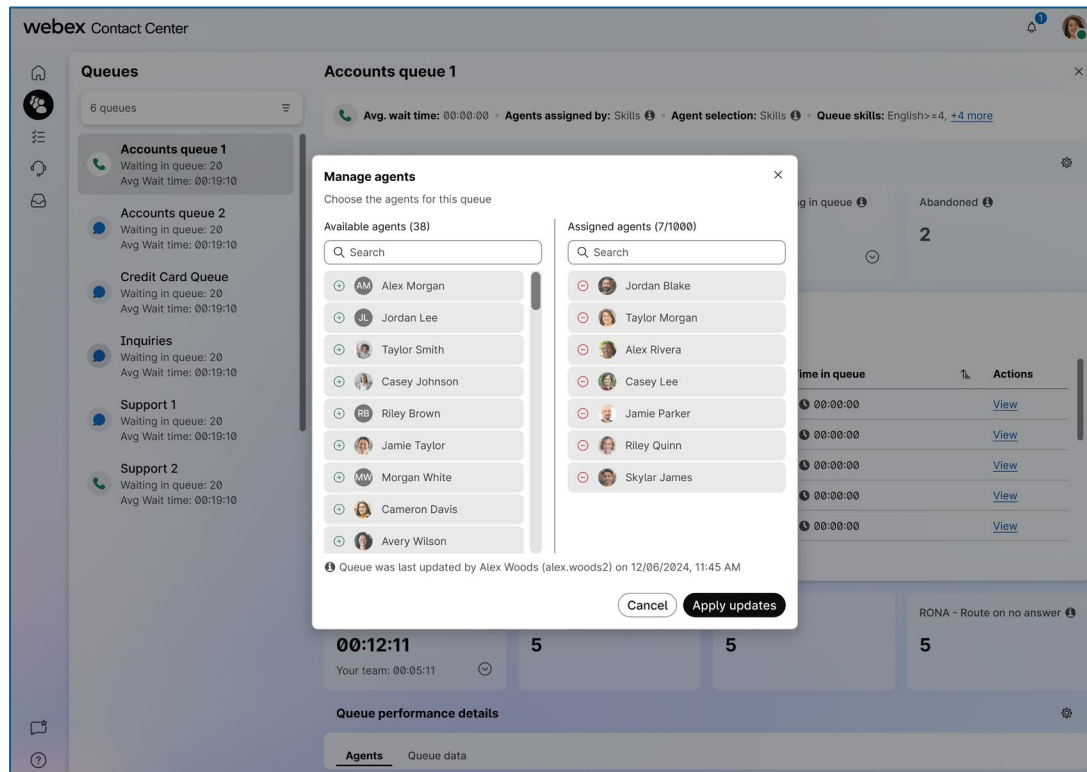 webex Contact Center
1
Queues
6 queues
Accounts queue 1
Waiting in queue: 20
Avg Wait time: 00:19:10
Accounts queue 2
Waiting in queue: 20
Avg Wait time: 00:19:10
Credit Card Queue
Waiting in queue: 20
Avg Wait time: 00:19:10
Inquiries
Waiting in queue: 20
Avg Wait time: 00:19:10
Support 1
Waiting in queue: 20
Avg Wait time: 00:19:10
Support 2
Waiting in queue: 20
Avg Wait time: 00:19:10
Accounts queue 1
Avg. wait time: 00:00:00 • Agents assigned by: Skills • Agent selection: Skills • Queue skills: English>=4, +4 more
Manage agents
Choose the agents for this queue
Available agents (38)
Search
AM Alex Morgan
JL Jordan Lee
Taylor Smith
Casey Johnson
RB Riley Brown
Jamie Taylor
MW Morgan White
Cameron Davis
Avery Wilson
Assigned agents (7/1000)
Search
Jordan Blake
Taylor Morgan
Alex Rivera
Casey Lee
Jamie Parker
Riley Quinn
Skylar James
Queue was last updated by Alex Woods (alex.woods2) on 12/06/2024, 11:45 AM
Cancel Apply updates
in queue
Abandoned
2
in queue Actions
00:00:00 View
00:00:00 View
00:00:00 View
00:00:00 View
00:00:00 View
00:12:11
Your team: 00:05:11
5
5
RONA - Route on no answer
5
Queue performance details
Agents Queue data